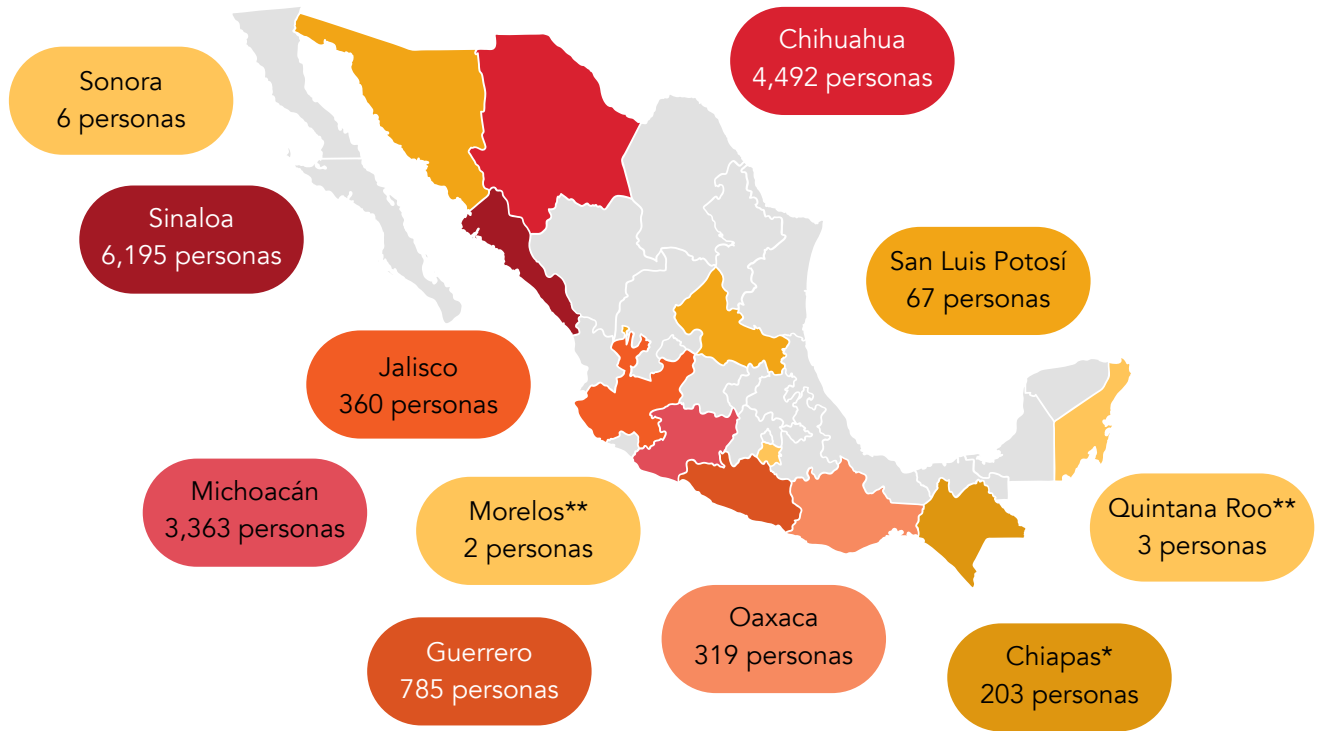 Chihuahua
4,492 personas
Sonora
6 personas
Sinaloa
6,195 personas
San Luis Potosí
67 personas
Jalisco
360 personas
Michoacán
3,363 personas
Morelos**
2 personas
Quintana Roo**
3 personas
Oaxaca
319 personas
Guerrero
785 personas
Chiapas*
203 personas